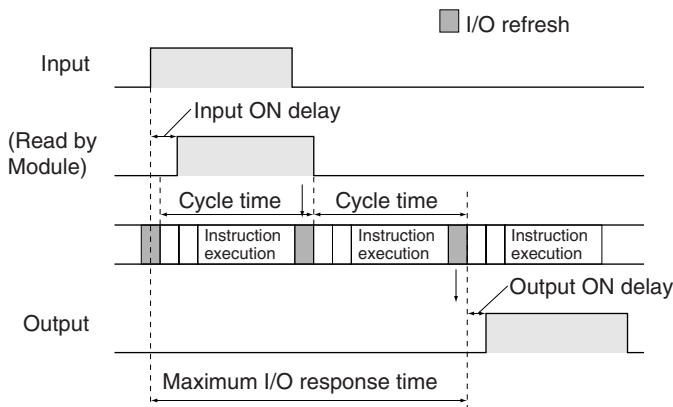 I/O refresh
Input
Input ON delay
(Read by
Module)
Cycle time
Cycle time
Instruction
execution
Instruction
execution
Instruction
execution
Output ON delay
Output
Maximum I/O response time